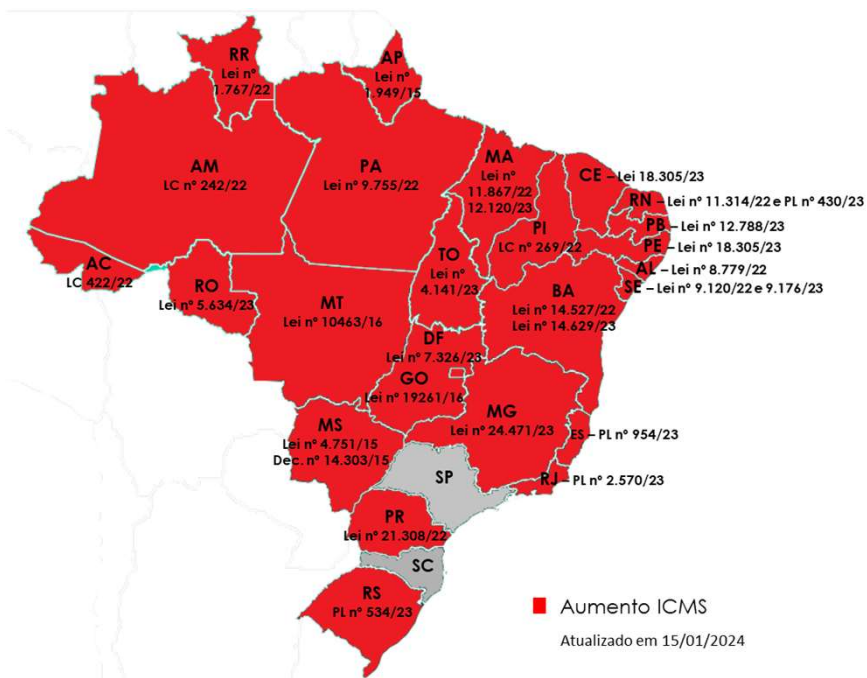 RR
Lei nº
1.767/22
AP
Lei nº
1.949/15
AM
LC nº 242/22
PA
Lei nº 9.755/22
MA
Lei nº
11.867/22
12.120/23
CE – Lei 18.305/23
RN – Lei nº 11.314/22 e PL nº 430/23
PI
LC nº 269/22
PB – Lei nº 12.788/23
PE – Lei nº 18.305/23
AL – Lei nº 8.779/22
SE – Lei nº 9.120/22 e 9.176/23
AC
LC 422/22
RO
Lei nº 5.634/23
TO
Lei nº
4.141/23
MT
Lei nº 10463/16
BA
Lei nº 14.527/22
Lei nº 14.629/23
DF
Lei nº 7.326/23
GO
Lei nº 19261/16
MG
Lei nº 24.471/23
MS
Lei nº 4.751/15
Dec. nº 14.303/15
ES – PL nº 954/23
RJ – PL nº 2.570/23
SP
PR
Lei nº 21.308/22
SC
RS
PL nº 534/23
Aumento ICMS
Atualizado em 15/01/2024